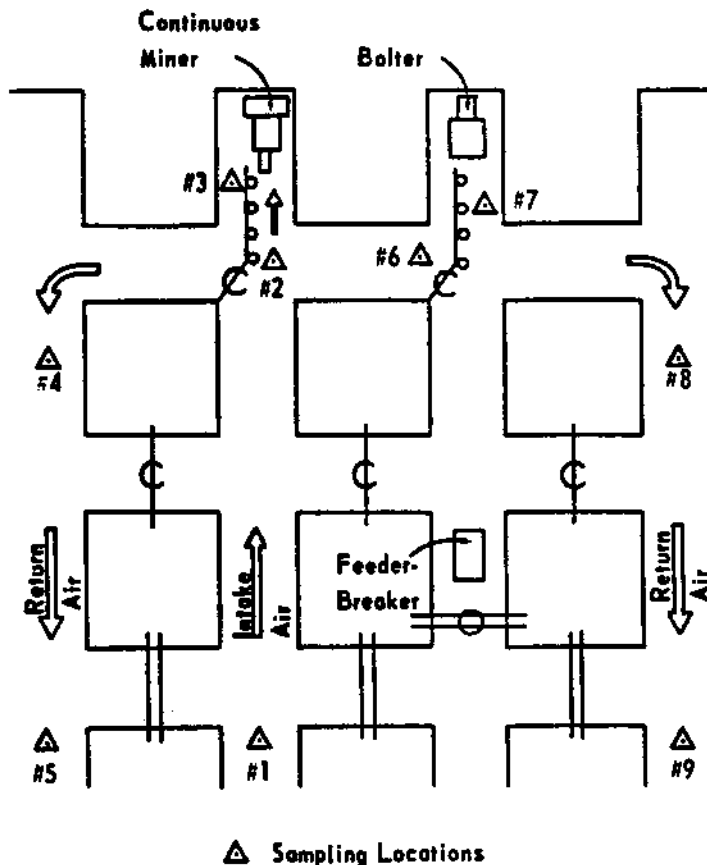 Continuous
Miner
Bolter
#3
#7
#2
#6
#4
#8
C
C
C
C
C
Return
Air
Intake
Air
Feeder-
Breaker
Return
Air
#5
#1
#9
Sampling Locations